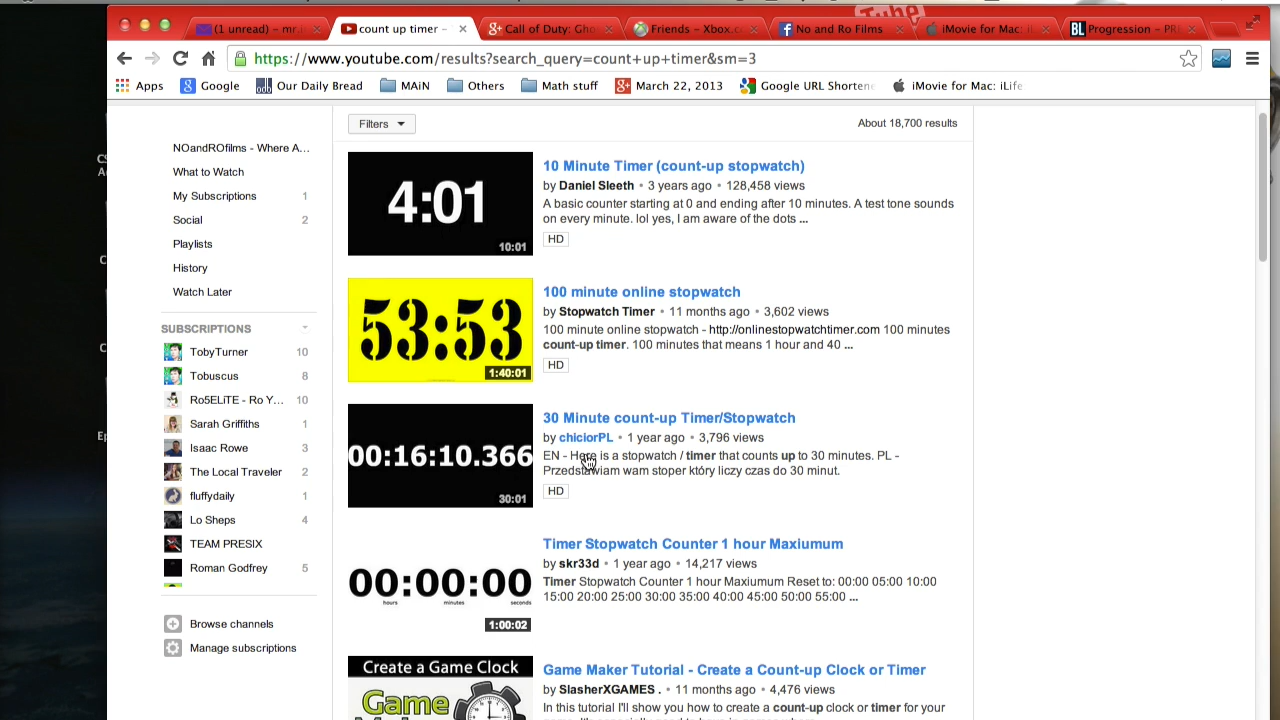 (1 unread) - mr.
count up timer -
Call of Duty: Gho
Friends – Xbox.c
No and Ro Films
iMovie for Mac: i
BL Progression – PR
https://www.youtube.com/results?search_query=count+up+timer&sm=3
Apps
Google
Our Daily Bread
MAiN
Others
Math stuff
March 22, 2013
Google URL Shortene
iMovie for Mac: iLife
Filters
About 18,700 results
NOandROfilms - Where A...
What to Watch
My Subscriptions 1
Social 2
Playlists
History
Watch Later
SUBSCRIPTIONS
TobyTurner 10
Tobuscus 8
Ro5ELiTE - Ro Y... 10
Sarah Griffiths 1
Isaac Rowe 3
The Local Traveler 2
fluffydaily 1
Lo Sheps 4
TEAM PRESIX
Roman Godfrey 5
Browse channels
Manage subscriptions
4:01
10:01
10 Minute Timer (count-up stopwatch)
by Daniel Sleeth • 3 years ago • 128,458 views
A basic counter starting at 0 and ending after 10 minutes. A test tone sounds
on every minute. lol yes, I am aware of the dots ...
HD
53:53
1:40:01
100 minute online stopwatch
by Stopwatch Timer • 11 months ago • 3,602 views
100 minute online stopwatch - http://onlinestopwatchtimer.com 100 minutes
count-up timer. 100 minutes that means 1 hour and 40 ...
HD
00:16:10.366
30:01
30 Minute count-up Timer/Stopwatch
by chiciorPL • 1 year ago • 3,796 views
EN - Here is a stopwatch / timer that counts up to 30 minutes. PL -
Przedstawiam wam stoper który liczy czas do 30 minut.
HD
00:00:00
hours minutes seconds
1:00:02
Timer Stopwatch Counter 1 hour Maxiumum
by skr33d • 1 year ago • 14,217 views
Timer Stopwatch Counter 1 hour Maxiumum Reset to: 00:00 05:00 10:00
15:00 20:00 25:00 30:00 35:00 40:00 45:00 50:00 55:00 ...
Create a Game Clock
Game
Game Maker Tutorial - Create a Count-up Clock or Timer
by SlasherXGAMES . • 11 months ago • 4,476 views
In this tutorial I'll show you how to create a count-up clock or timer for your